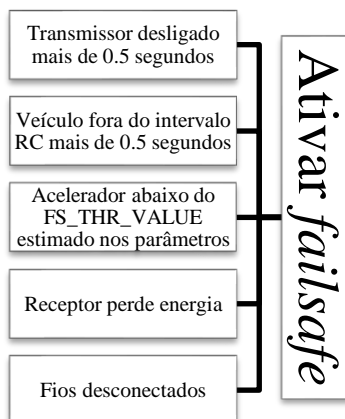 Transmissor desligado
mais de 0.5 segundos
Veículo fora do intervalo
RC mais de 0.5 segundos
Acelerador abaixo do
FS_THR_VALUE
estimado nos parâmetros
Receptor perde energia
Fios desconectados
Ativar failsafe